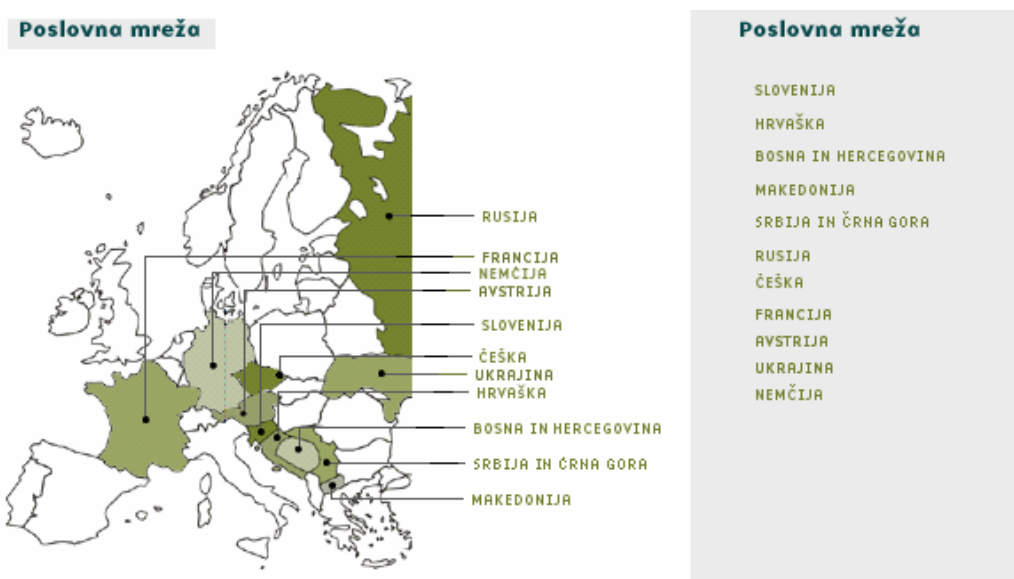 Poslovna mreža
RUSIJA
FRANCIJA
NEMČIJA
AVSTRIJA
SLOVENIJA
ČEŠKA
UKRAJINA
HRVAŠKA
BOSNA IN HERCEGOVINA
SRBIJA IN ČRNA GORA
MAKEDONIJA
Poslovna mreža
SLOVENIJA
HRVAŠKA
BOSNA IN HERCEGOVINA
MAKEDONIJA
SRBIJA IN ČRNA GORA
RUSIJA
ČEŠKA
FRANCIJA
AVSTRIJA
UKRAJINA
NEMČIJA